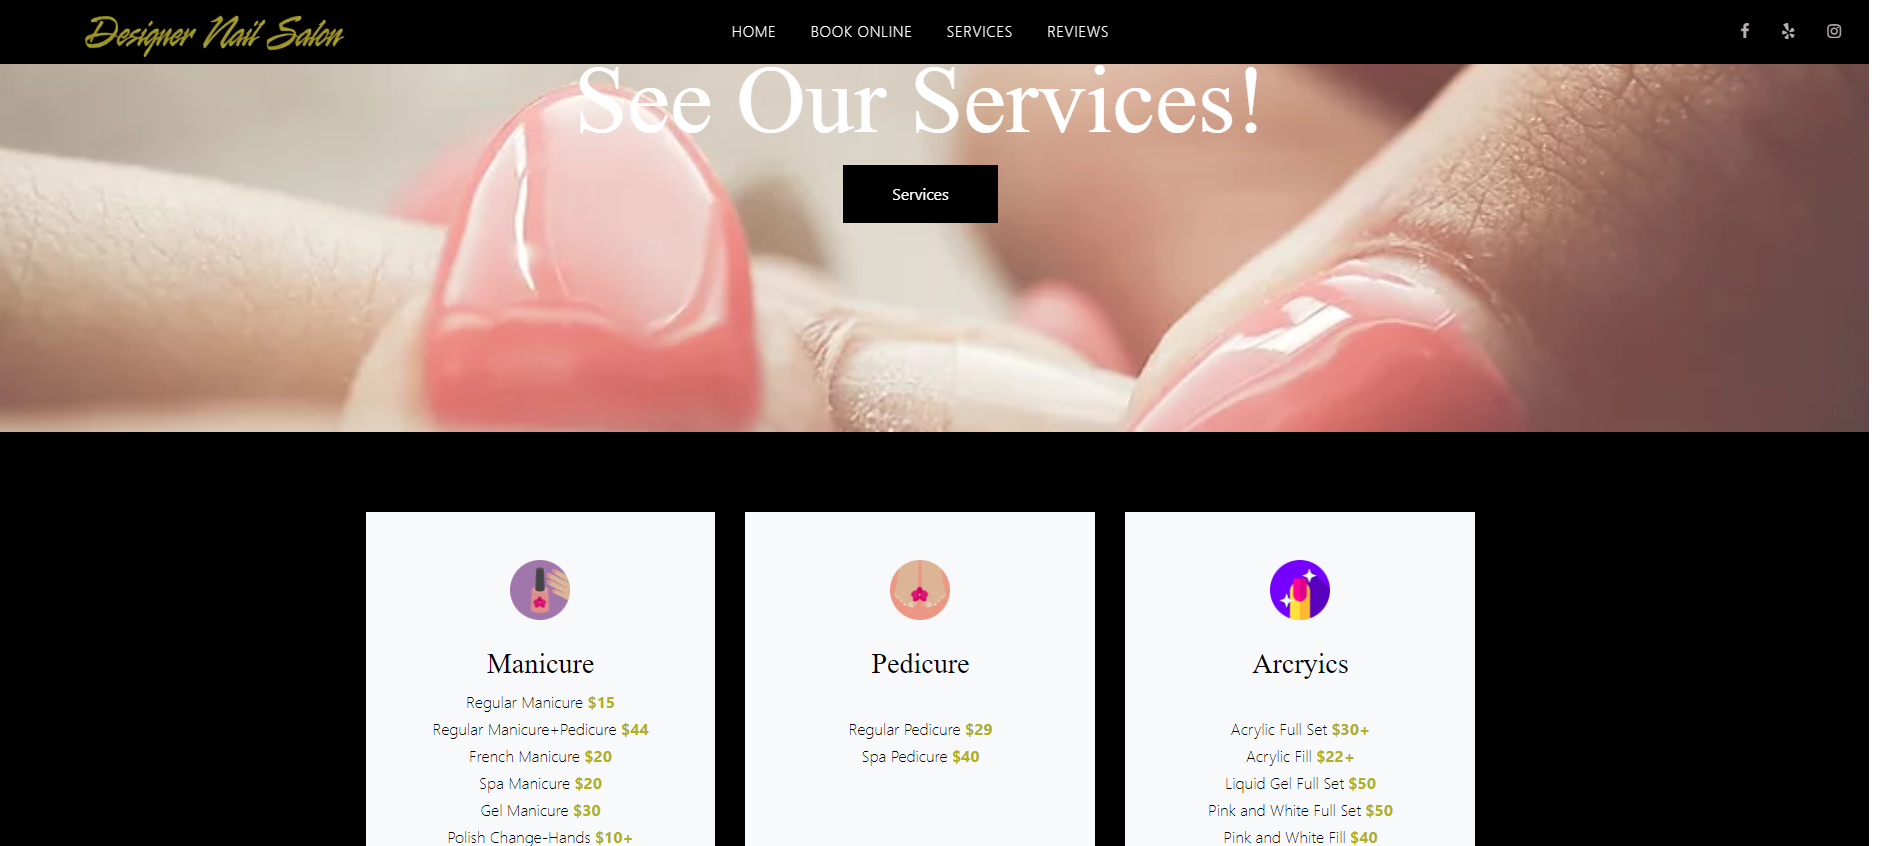 Designer Nail Salon
HOME BOOK ONLINE SERVICES REVIEWS
See Our Services!
Services
Manicure
Regular Manicure $15
Regular Manicure+Pedicure $44
French Manicure $20
Spa Manicure $20
Gel Manicure $30
Polish Change-Hands $10+
Pedicure
Regular Pedicure $29
Spa Pedicure $40
Arcryics
Acrylic Full Set $30+
Acrylic Fill $22+
Liquid Gel Full Set $50
Pink and White Full Set $50
Pink and White Fill $40